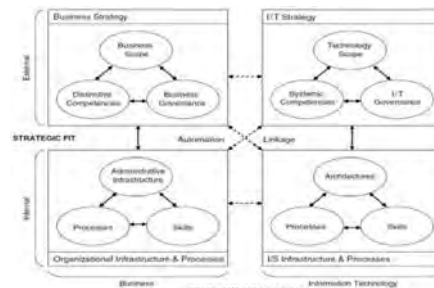 Business Strategy
I/T Strategy
External
Business
Scope
Technology
Scope
Distinctive
Competencies
Business
Governance
Systemic
Competencies
I/T
Governance
STRATEGIC FIT
Automation
Linkage
Internal
Administrative
Infrastructure
Architectures
Processes
Skills
Processes
Skills
Organizational Infrastructure & Processes
I/S Infrastructure & Processes
Business
Information Technology